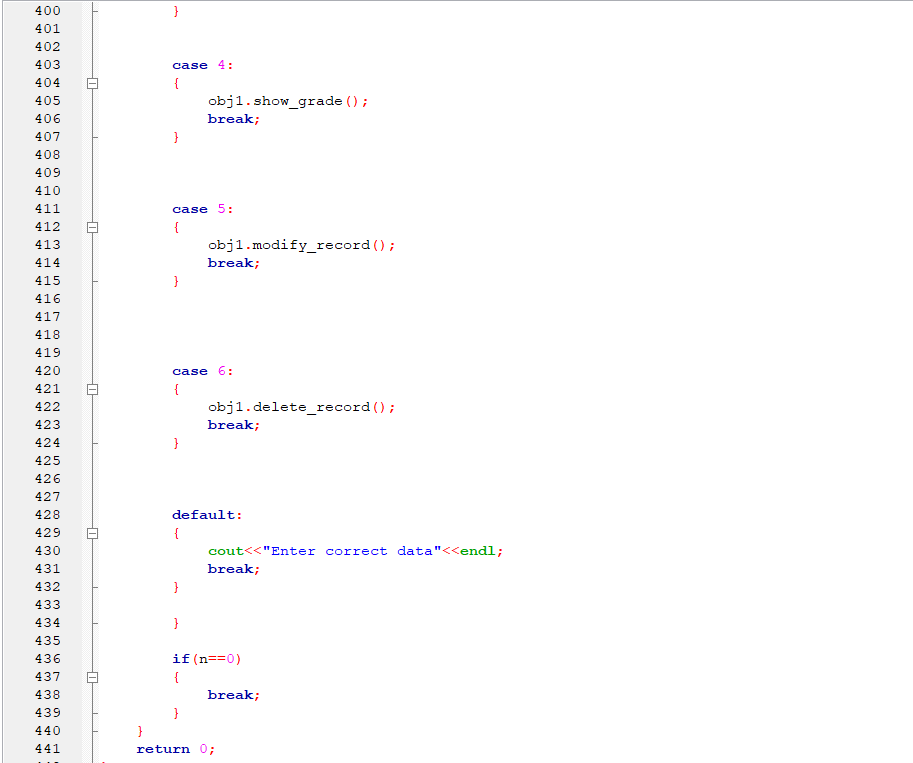 400 }
401
402
403 case 4:
404 {
405 obj1.show_grade();
406 break;
407 }
408
409
410
411 case 5:
412 {
413 obj1.modify_record();
414 break;
415 }
416
417
418
419
420 case 6:
421 {
422 obj1.delete_record();
423 break;
424 }
425
426
427
428 default:
429 {
430 cout<<"Enter correct data"<<endl;
431 break;
432 }
433
434 }
435
436 if(n==0)
437 {
438 break;
439 }
440 }
441 return 0;